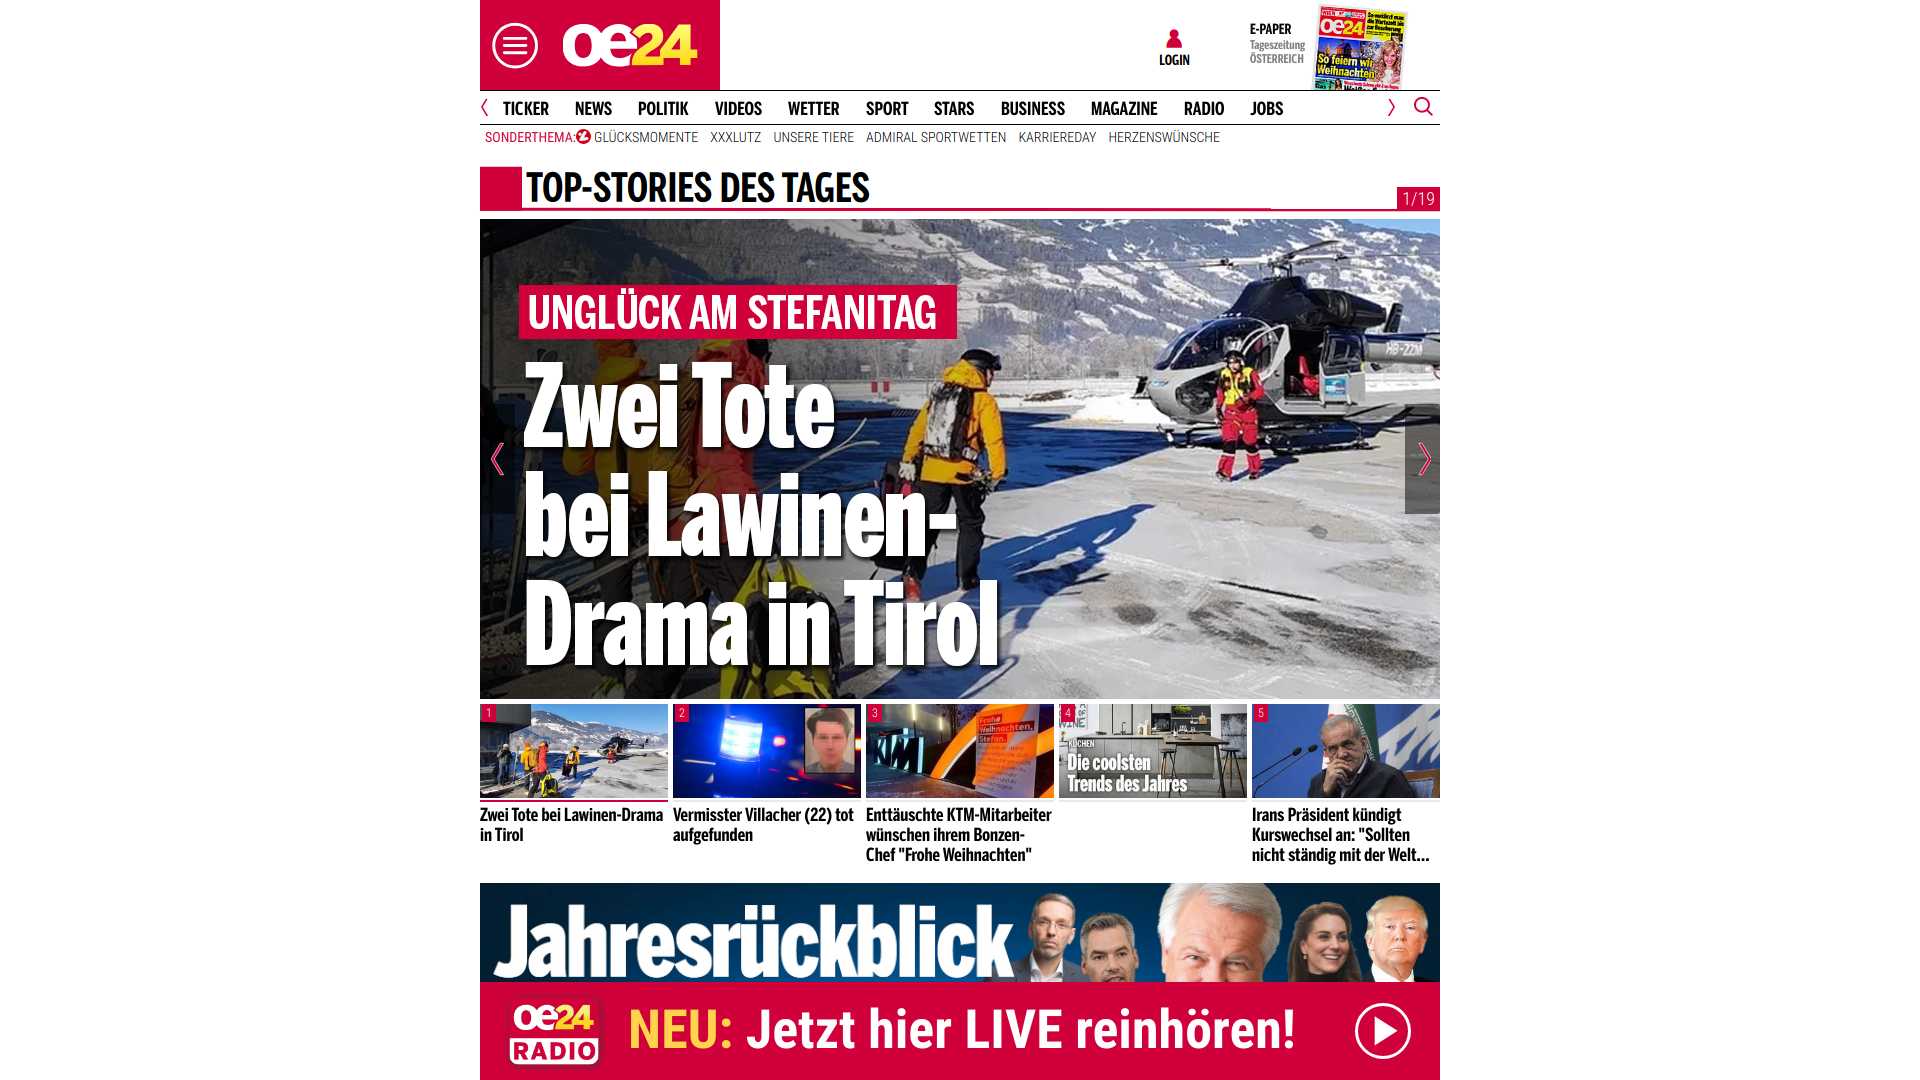 oe24
LOGIN
E-PAPER
Tageszeitung
ÖSTERREICH
oe24
So feiern wir
Weihnachten
TICKER NEWS POLITIK VIDEOS WETTER SPORT STARS BUSINESS MAGAZINE RADIO JOBS
SONDERTHEMA: GLÜCKSMOMENTE XXXLUTZ UNSERE TIERE ADMIRAL SPORTWETTEN KARRIEREDAY HERZENSWÜNSCHE
TOP-STORIES DES TAGES
1/19
UNGLÜCK AM STEFANITAG
Zwei Tote
bei Lawinen-
Drama in Tirol
HB-ZZM
1
2
3
4
5
KTM
Frohe
Weihnachten,
Stefan.
KÜCHEN
Die coolsten
Trends des Jahres
Zwei Tote bei Lawinen-Drama
in Tirol
Vermisster Villacher (22) tot
aufgefunden
Enttäuschte KTM-Mitarbeiter
wünschen ihrem Bonzen-
Chef "Frohe Weihnachten"
Irans Präsident kündigt
Kurswechsel an: "Sollten
nicht ständig mit der Welt...
Jahresrückblick
oe24
RADIO
NEU: Jetzt hier LIVE reinhören!